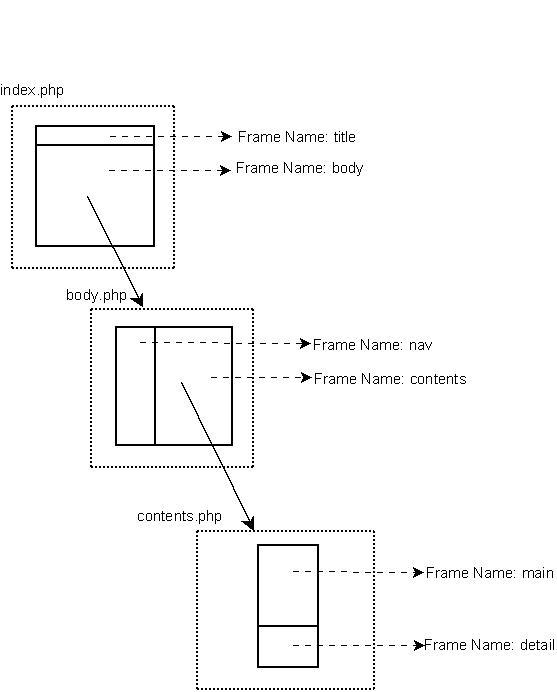 index.php
Frame Name: title
Frame Name: body
body.php
Frame Name: nav
Frame Name: contents
contents.php
Frame Name: main
Frame Name: detail